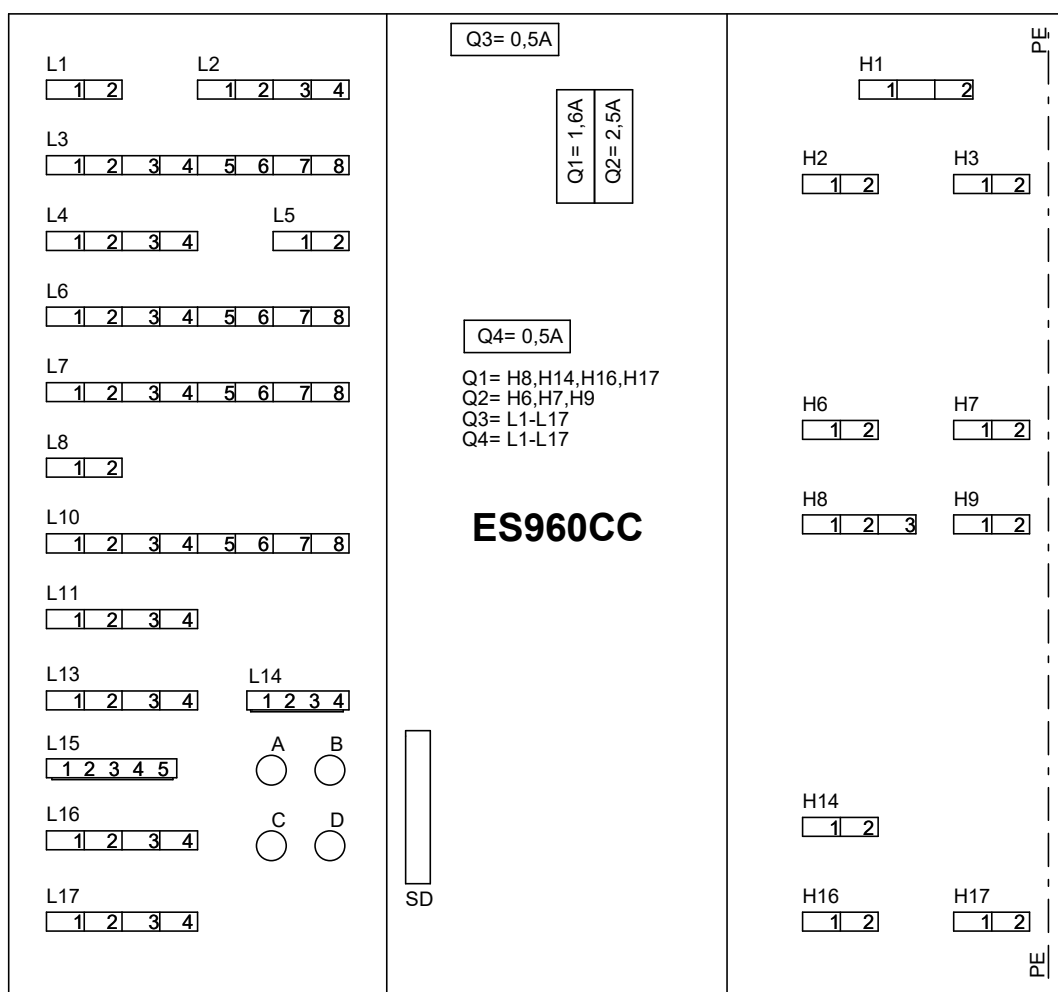 L1
1 2
L2
1 2 3 4
L3
1 2 3 4 5 6 7 8
L4
1 2 3 4
L5
1 2
L6
1 2 3 4 5 6 7 8
L7
1 2 3 4 5 6 7 8
L8
1 2
L10
1 2 3 4 5 6 7 8
L11
1 2 3 4
L13
1 2 3 4
L14
1 2 3 4
L15
1 2 3 4 5
A B
L16
1 2 3 4
C D
L17
1 2 3 4
Q3= 0,5A
Q1= 1,6A
Q2= 2,5A
Q4= 0,5A
Q1= H8,H14,H16,H17
Q2= H6,H7,H9
Q3= L1-L17
Q4= L1-L17
ES960CC
SD
PE
H1
1 2
H2
1 2
H3
1 2
H6
1 2
H7
1 2
H8
1 2 3
H9
1 2
H14
1 2
H16
1 2
H17
1 2
PE